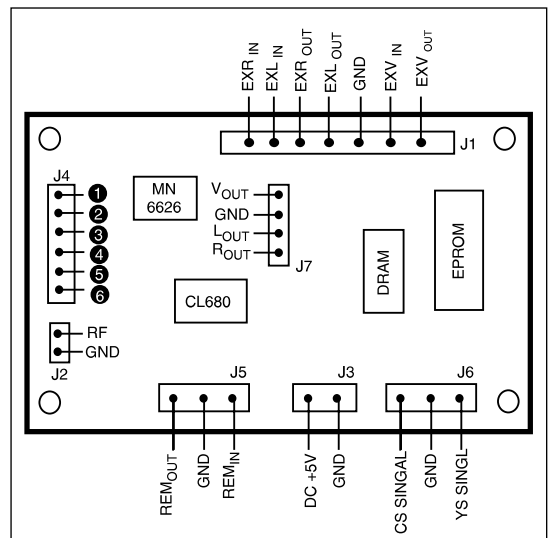 EXR IN
EXL IN
EXR OUT
EXL OUT
GND
EXV IN
EXV OUT
J1
J4
1
2
3
4
5
6
MN
6626
VOUT
GND
LOUT
ROUT
J7
DRAM
EPROM
CL680
RF
GND
J2
J5
J3
J6
REMOUT
GND
REMIN
DC +5V
GND
CS SINGAL
GND
YS SINGL